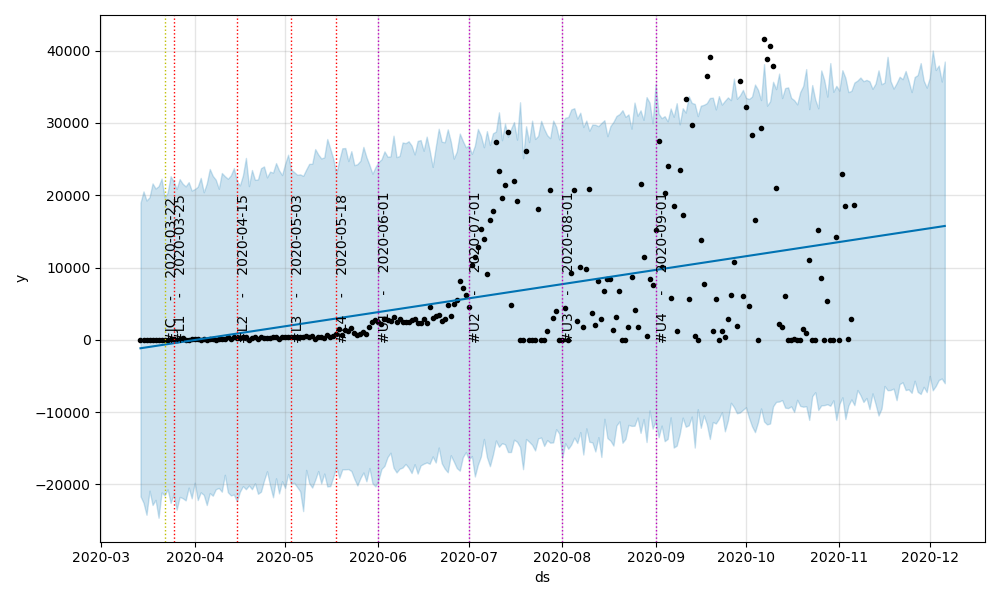 40000
30000
20000
10000
0
−10000
−20000
y
#C - 2020-03-22
#L1 - 2020-03-25
#L2 - 2020-04-15
#L3 - 2020-05-03
#L4 - 2020-05-18
#U1 - 2020-06-01
#U2 - 2020-07-01
#U3 - 2020-08-01
#U4 - 2020-09-01
2020-03
2020-04
2020-05
2020-06
2020-07
2020-08
2020-09
2020-10
2020-11
2020-12
ds